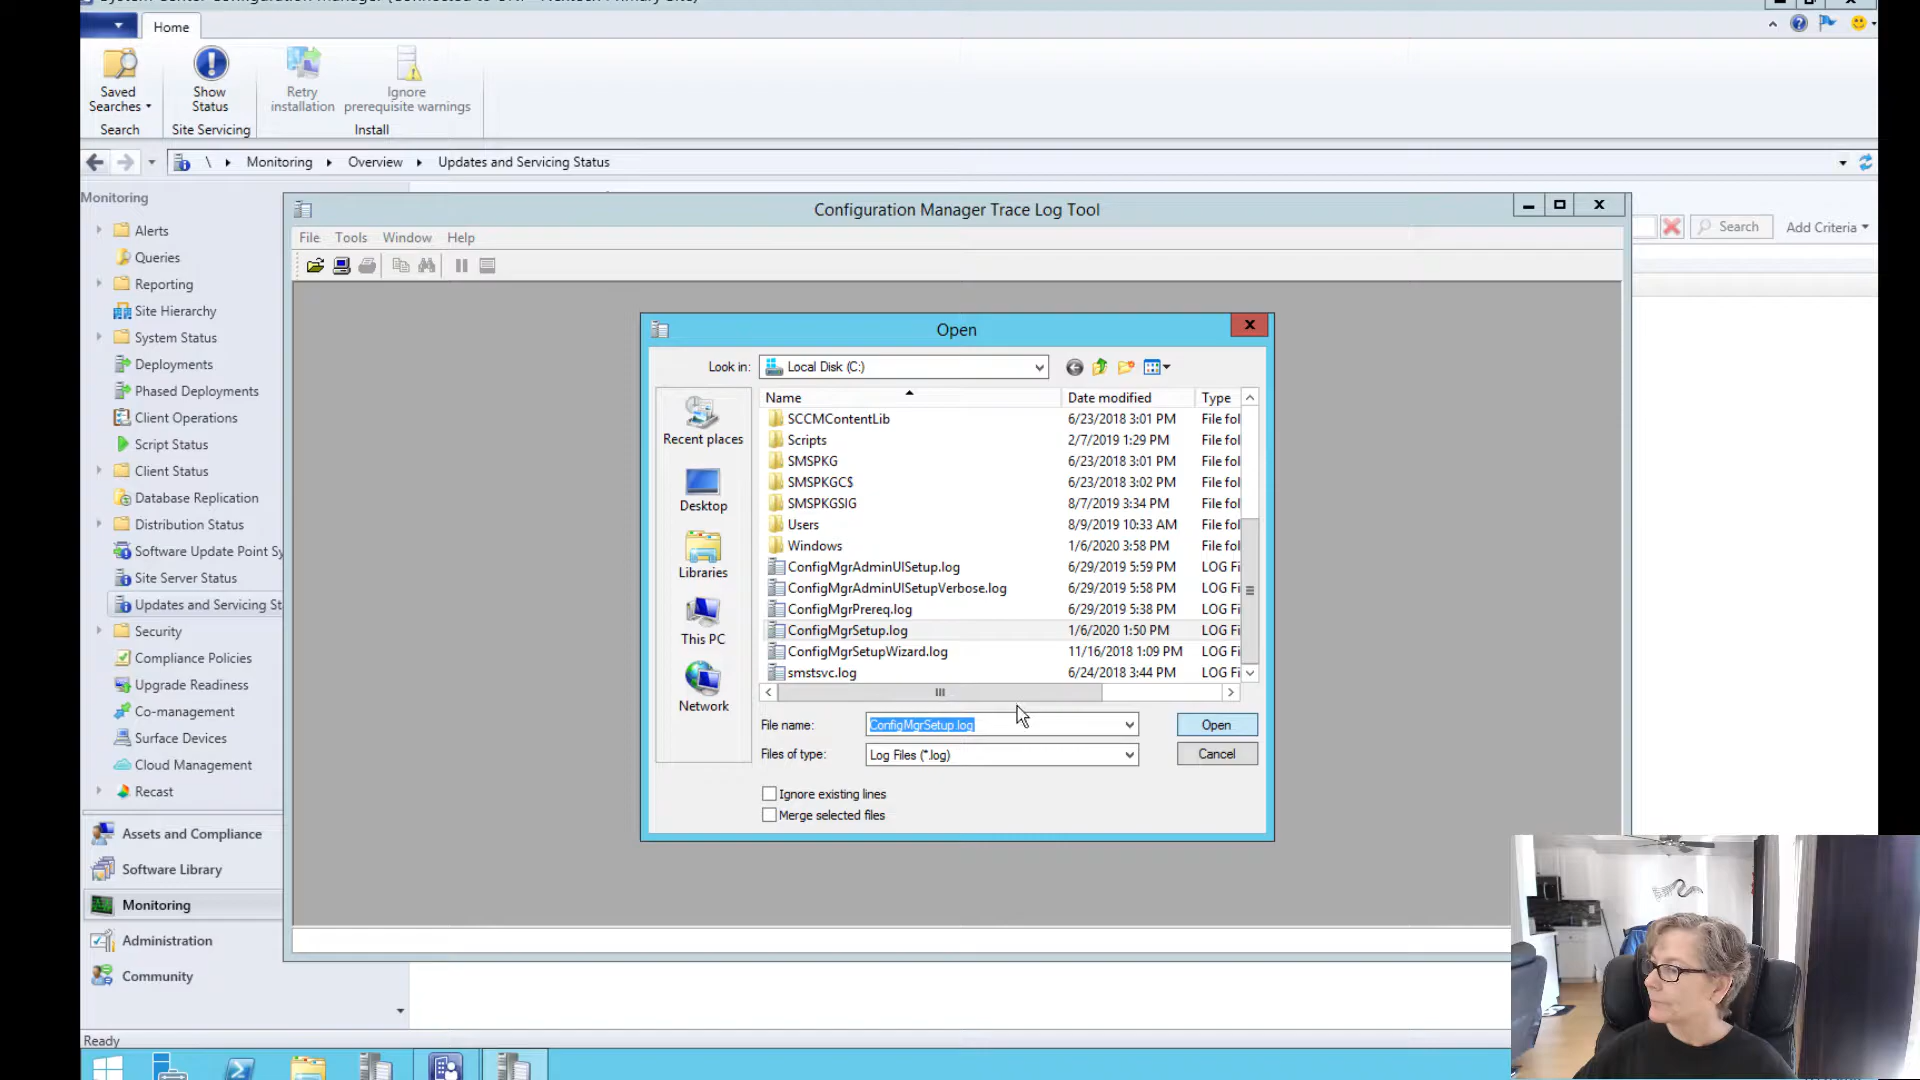 Home
Saved Searches
Show Status
Retry installation
Ignore prerequisite warnings
Search
Site Servicing
Install
\ Monitoring Overview Updates and Servicing Status
Monitoring
Alerts
Queries
Reporting
Site Hierarchy
System Status
Deployments
Phased Deployments
Client Operations
Script Status
Client Status
Database Replication
Distribution Status
Software Update Point Sy
Site Server Status
Updates and Servicing St
Security
Compliance Policies
Upgrade Readiness
Co-management
Surface Devices
Cloud Management
Recast
Assets and Compliance
Software Library
Monitoring
Administration
Community
Ready
Search
Add Criteria
Configuration Manager Trace Log Tool
File Tools Window Help
Open
Look in: Local Disk (C:)
Recent places
Desktop
Libraries
This PC
Network
Name Date modified Type
SCCMContentLib 6/23/2018 3:01 PM File fol
Scripts 2/7/2019 1:29 PM File fol
SMSPKG 6/23/2018 3:01 PM File fol
SMSPKGC$ 6/23/2018 3:02 PM File fol
SMSPKGSIG 8/7/2019 3:34 PM File fol
Users 8/9/2019 10:33 AM File fol
Windows 1/6/2020 3:58 PM File fol
ConfigMgrAdminUISetup.log 6/29/2019 5:59 PM LOG Fi
ConfigMgrAdminUISetupVerbose.log 6/29/2019 5:58 PM LOG Fi
ConfigMgrPrereq.log 6/29/2019 5:38 PM LOG Fi
ConfigMgrSetup.log 1/6/2020 1:50 PM LOG Fi
ConfigMgrSetupWizard.log 11/16/2018 1:09 PM LOG Fi
smstsvc.log 6/24/2018 3:44 PM LOG Fi
File name: ConfigMgrSetup.log Open
Files of type: Log Files (*.log) Cancel
Ignore existing lines
Merge selected files